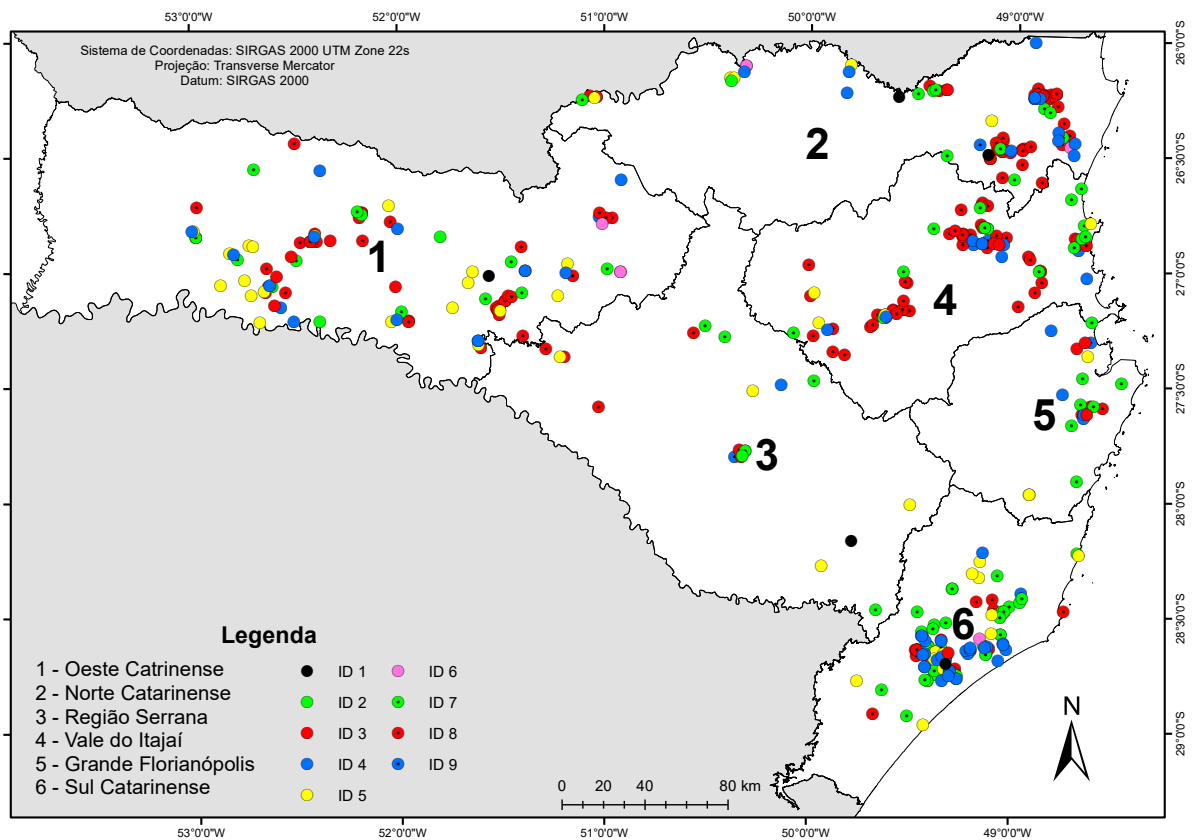 53°0'0"W 52°0'0"W 51°0'0"W 50°0'0"W 49°0'0"W
Sistema de Coordenadas: SIRGAS 2000 UTM Zone 22s
Projeção: Transverse Mercator
Datum: SIRGAS 2000
26°0'0"S
26°30'0"S
27°0'0"S
27°30'0"S
28°0'0"S
28°30'0"S
29°0'0"S
1
2
3
4
5
6
Legenda
1 - Oeste Catrinense
2 - Norte Catarinense
3 - Região Serrana
4 - Vale do Itajaí
5 - Grande Florianópolis
6 - Sul Catarinense
ID 1
ID 2
ID 3
ID 4
ID 5
ID 6
ID 7
ID 8
ID 9
0 20 40 80 km
N
53°0'0"W 52°0'0"W 51°0'0"W 50°0'0"W 49°0'0"W